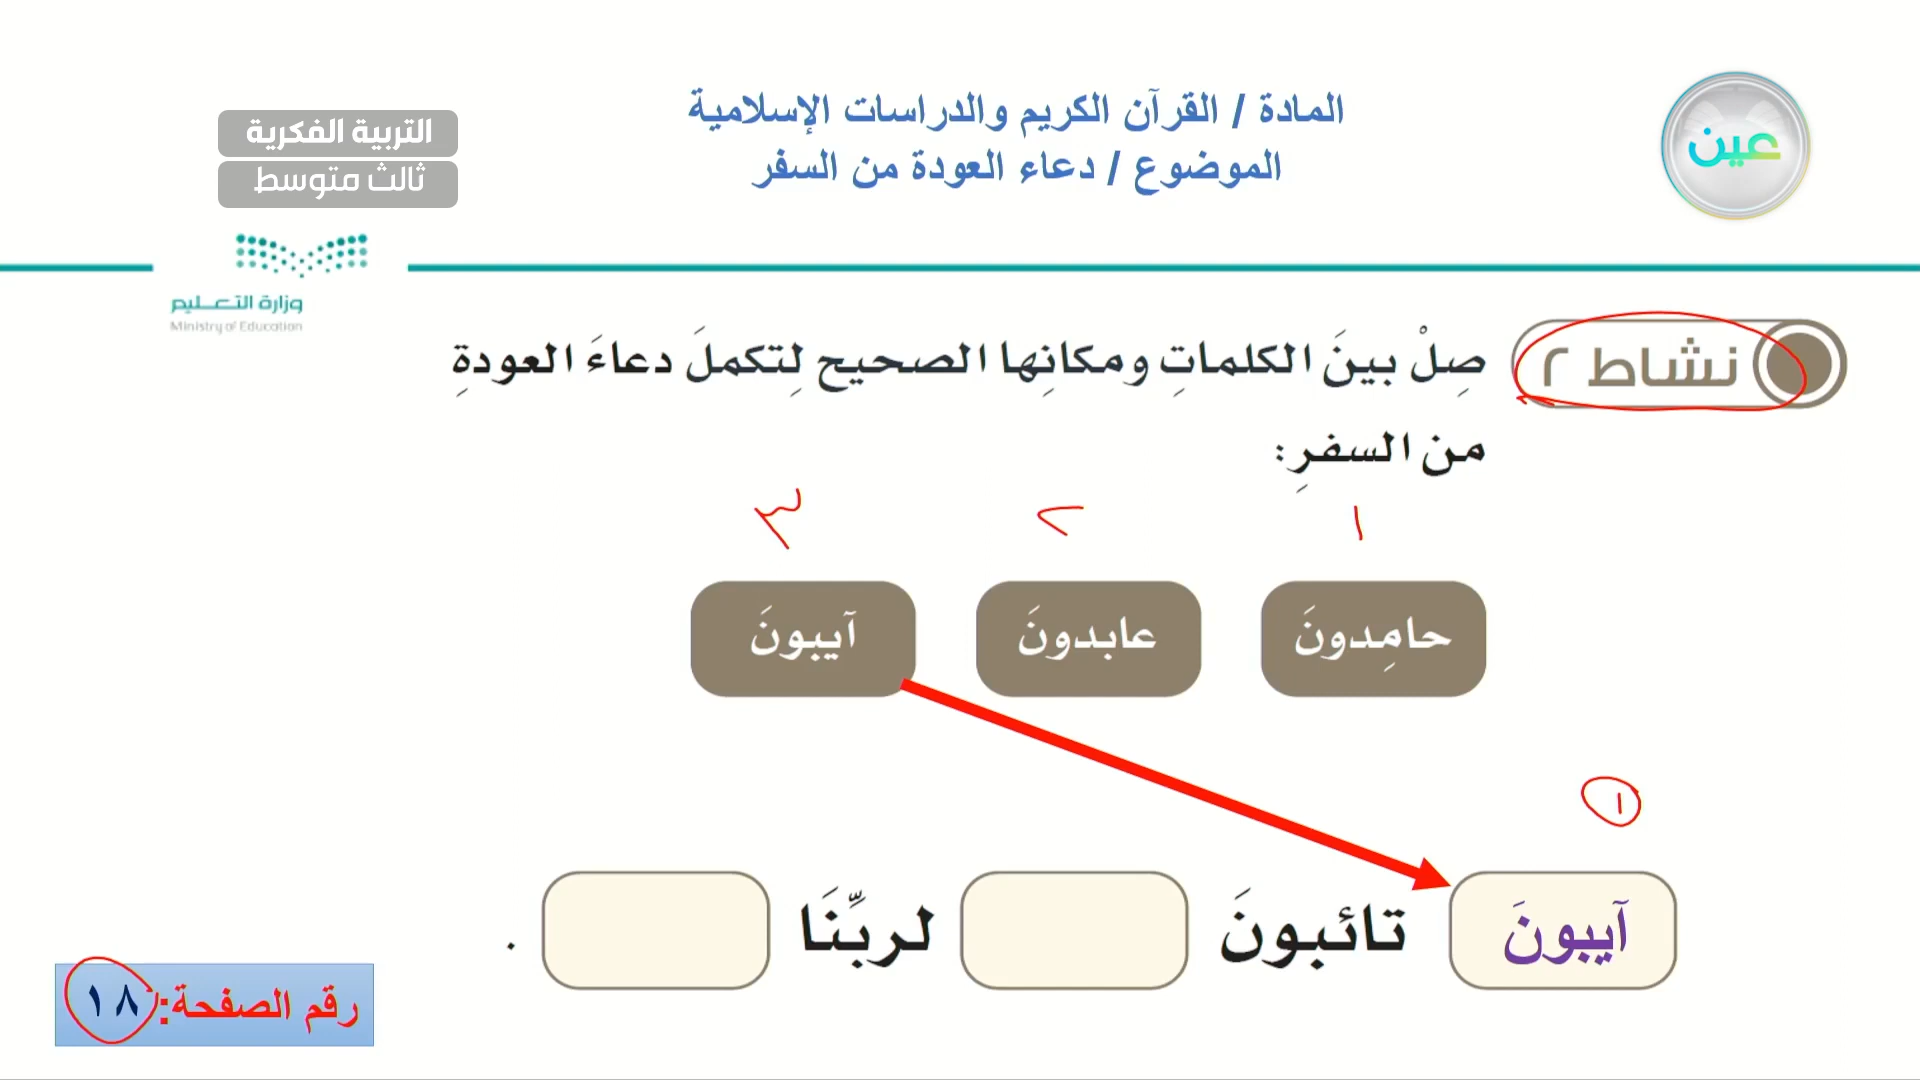 المادة / القرآن الكريم والدراسات الإسلامية
الموضوع / دعاء العودة من السفر
عين
التربية الفكرية
ثالث متوسط
وزارة التعليم
Ministry of Education
نشاط ٢
صِلْ بينَ الكلماتِ ومكانِها الصحيح لِتكملَ دعاءَ العودةِ
من السفرِ:
١ ٢ ٣
حامِدونَ عابدونَ آيبونَ
١
آيبونَ تائبونَ لربِّنَا .
رقم الصفحة: ١٨